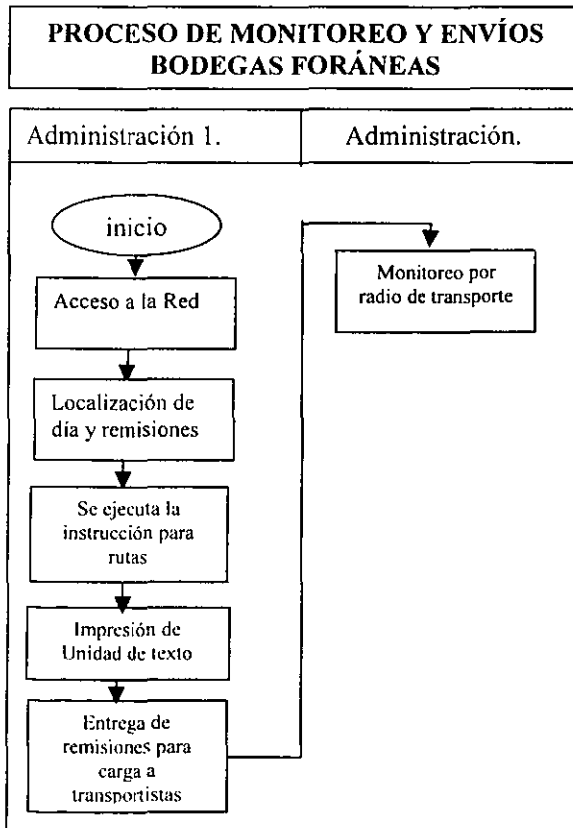 PROCESO DE MONITOREO Y ENVÍOS
BODEGAS FORÁNEAS
Administración 1.
Administración.
inicio
Acceso a la Red
Localización de
día y remisiones
Se ejecuta la
instrucción para
rutas
Impresión de
Unidad de texto
Entrega de
remisiones para
carga a
transportistas
Monitoreo por
radio de transporte